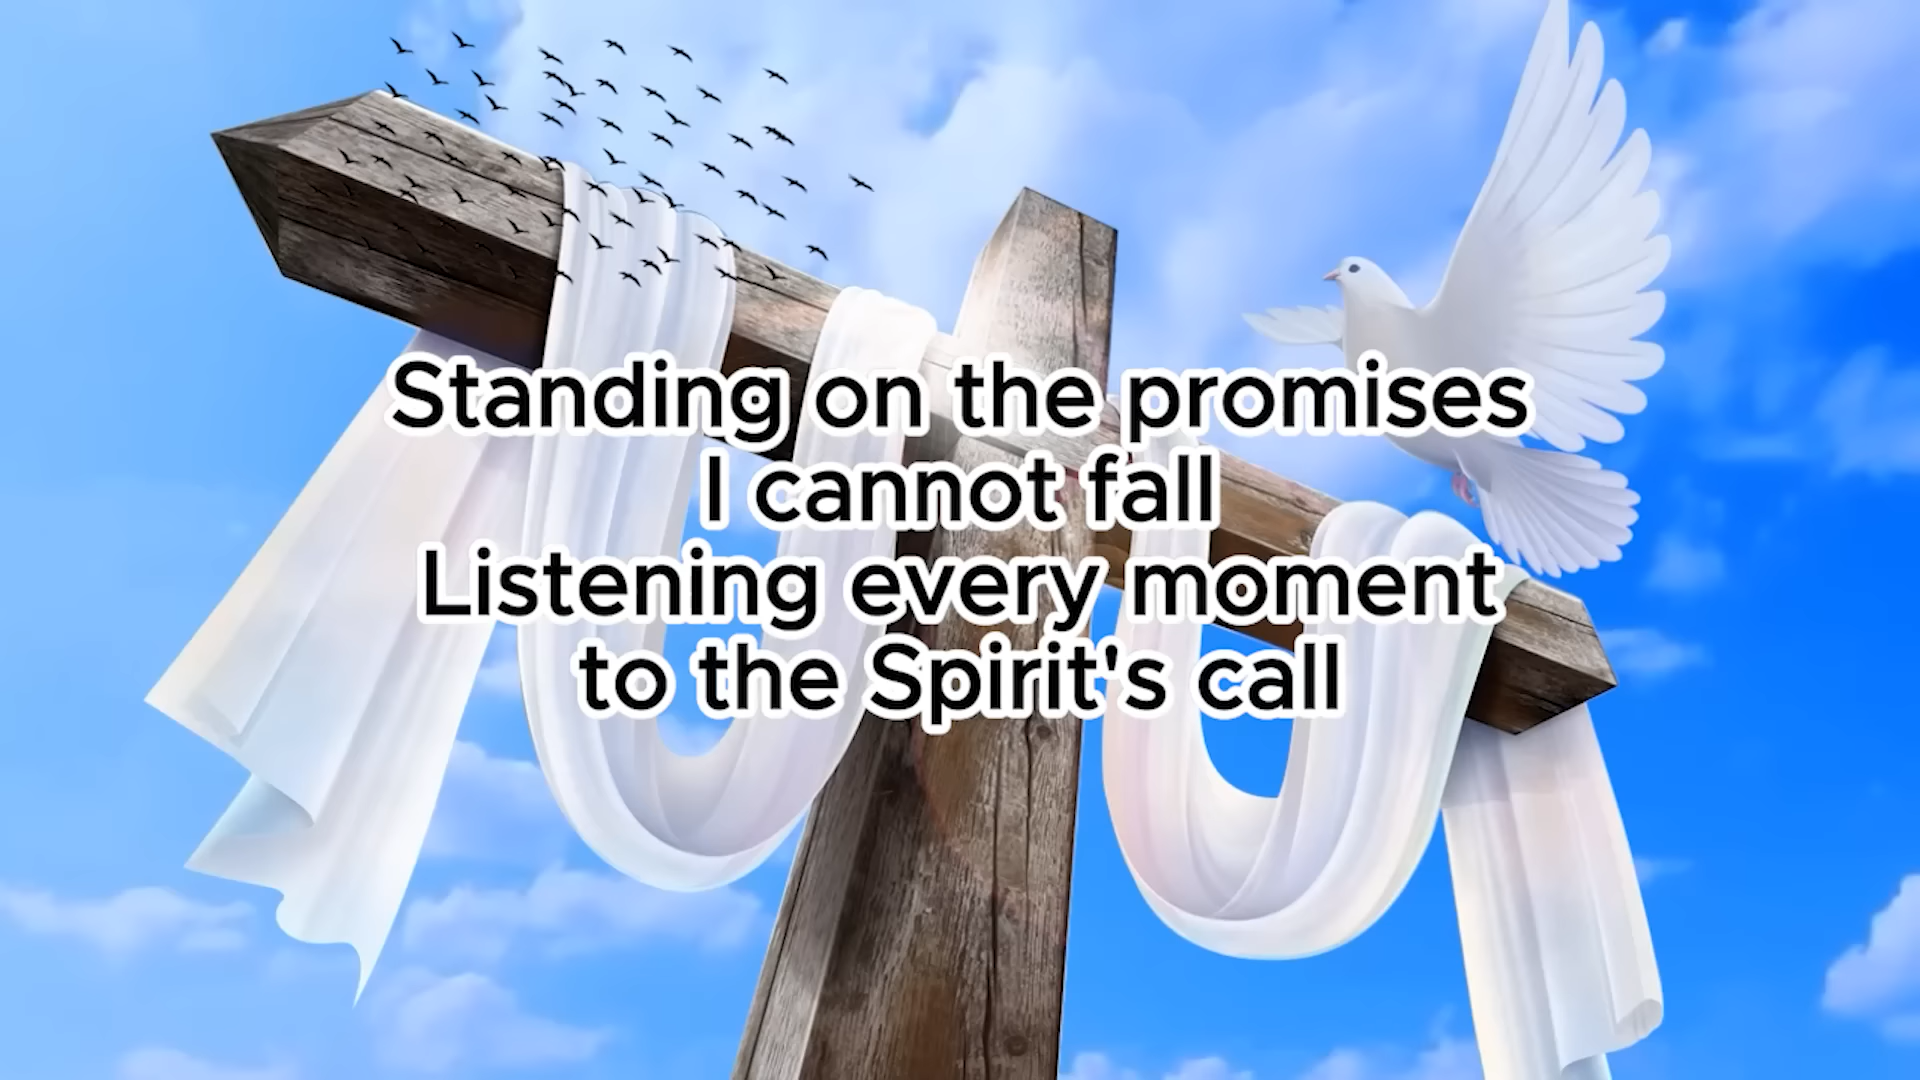 Standing on the promises
I cannot fall
Listening every moment
to the Spirit's call